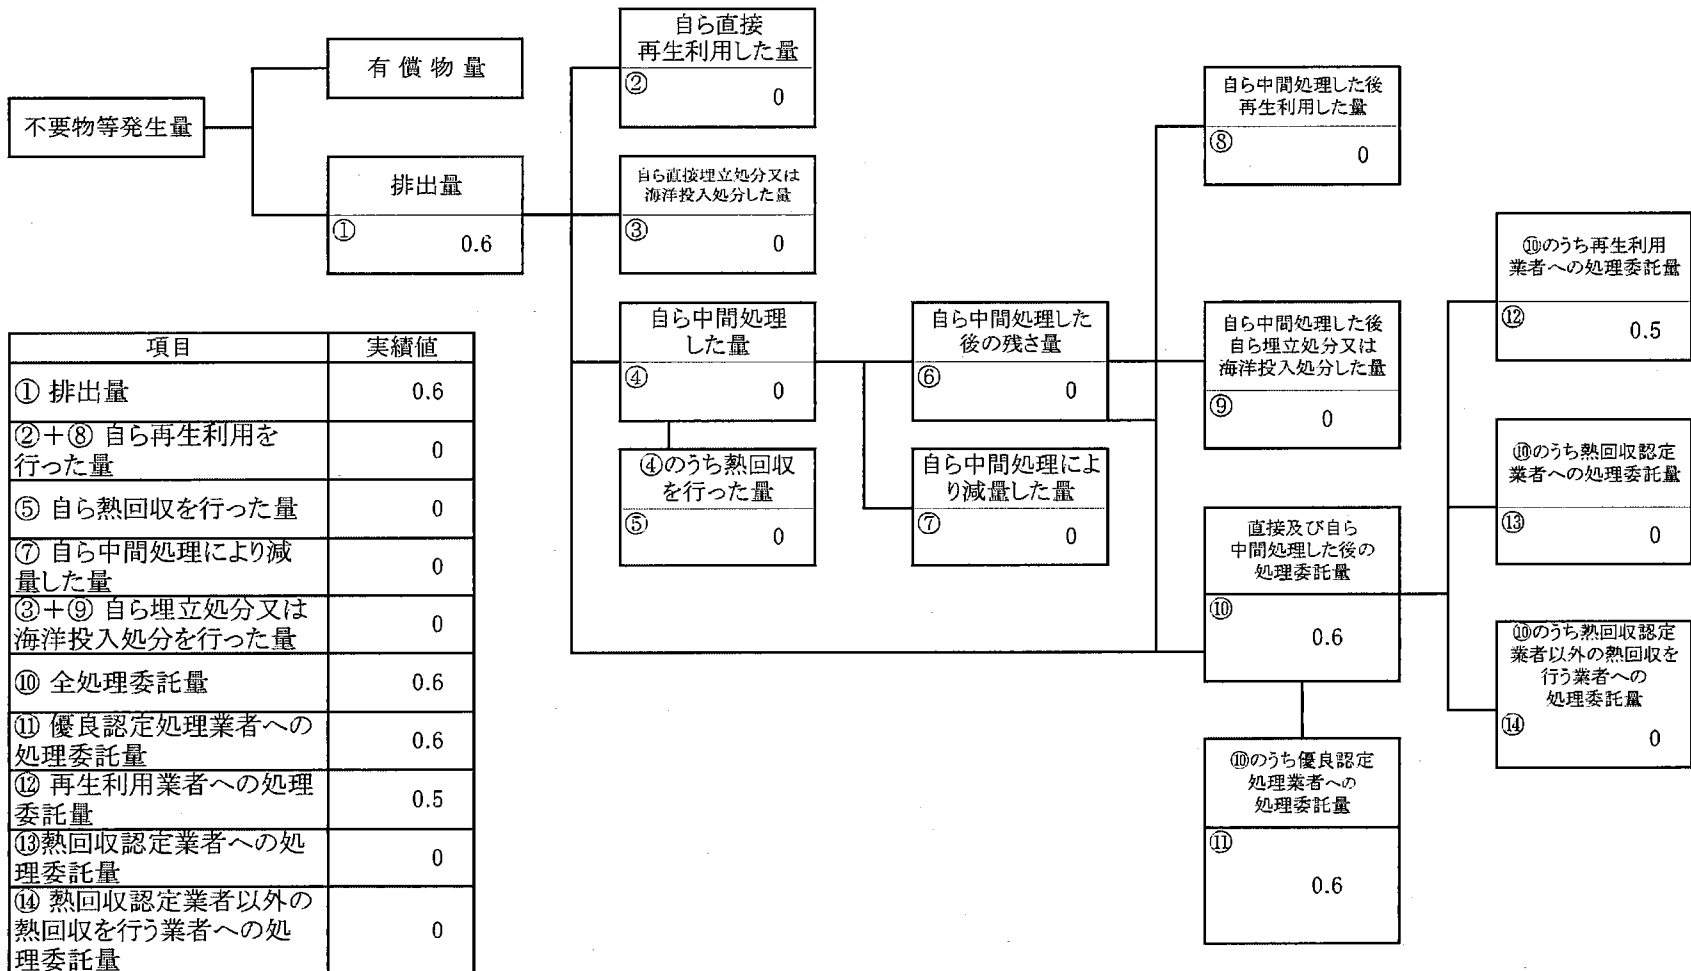 不要物等発生量
有償物量
排出量
① 0.6
自ら直接
再生利用した量
② 0
自ら直接埋立処分又は
海洋投入処分した量
③ 0
自ら中間処理
した量
④ 0
④のうち熱回収
を行った量
⑤ 0
自ら中間処理した
後の残さ量
⑥ 0
自ら中間処理によ
り減量した量
⑦ 0
自ら中間処理した後
再生利用した量
⑧ 0
自ら中間処理した後
自ら埋立処分又は
海洋投入処分した量
⑨ 0
直接及び自ら
中間処理した後の
処理委託量
⑩ 0.6
⑩のうち優良認定
処理業者への
処理委託量
⑪ 0.6
⑩のうち再生利用
業者への処理委託量
⑫ 0.5
⑩のうち熱回収認定
業者への処理委託量
⑬ 0
⑩のうち熱回収認定
業者以外の熱回収を
行う業者への
処理委託量
⑭ 0
項目 実績値
① 排出量 0.6
②+⑧ 自ら再生利用を
行った量 0
⑤ 自ら熱回収を行った量 0
⑦ 自ら中間処理により減
量した量 0
③+⑨ 自ら埋立処分又は
海洋投入処分を行った量 0
⑩ 全処理委託量 0.6
⑪ 優良認定処理業者への
処理委託量 0.6
⑫ 再生利用業者への処理
委託量 0.5
⑬熱回収認定業者への処
理委託量 0
⑭ 熱回収認定業者以外の
熱回収を行う業者への処
理委託量 0